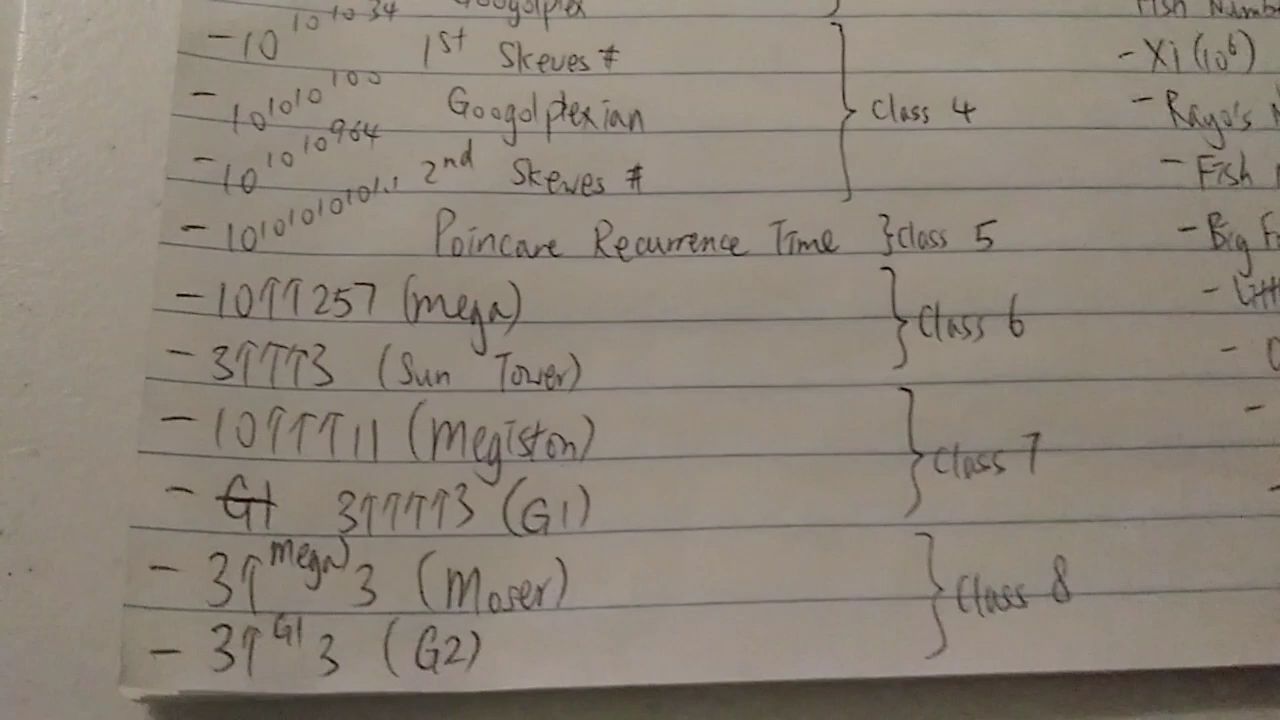 Googolplex
-10^10^10^34 1st Skewes #
-10^10^10^100 Googolplexian
-10^10^10^964 2nd Skewes #
} Class 4
-10^10^10^10^10^1.1 Poincare Recurrence Time } Class 5
-10↑↑257 (mega)
-3↑↑↑3 (Sun Tower)
} Class 6
-10↑↑↑11 (Megiston)
-G1 3↑↑↑↑3 (G1)
} Class 7
-3↑^mega 3 (Moser)
-3↑^G1 3 (G2)
} Class 8
Fish
-Xi(10^6)
-Rayo's
-Fish
-Big